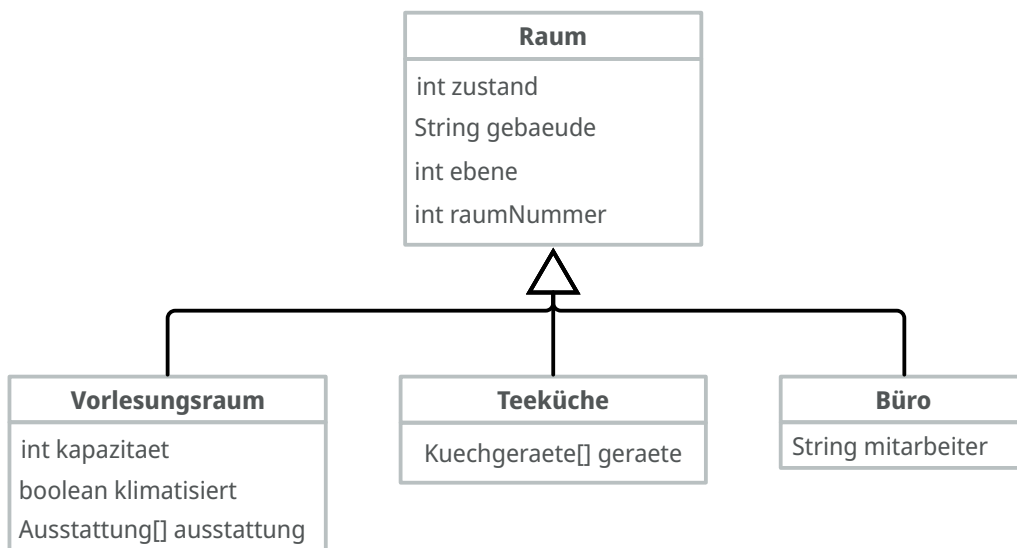 Raum
int zustand
String gebaeude
int ebene
int raumNummer
Vorlesungsraum
int kapazitaet
boolean klimatisiert
Ausstattung[] ausstattung
Teeküche
Kuechgeraete[] geraete
Büro
String mitarbeiter